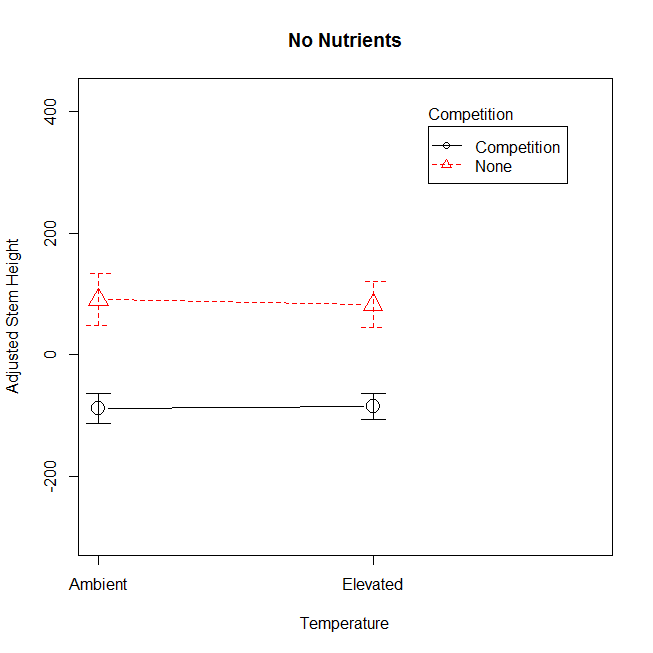 No Nutrients
Competition
Competition
None
Adjusted Stem Height
400
200
0
-200
Ambient
Elevated
Temperature